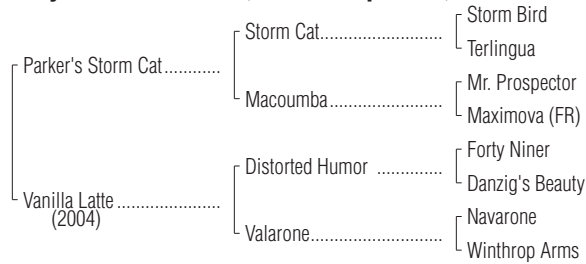 Storm Bird
Storm Cat........................
Terlingua
Parker's Storm Cat............
Mr. Prospector
Macoumba......................
Maximova (FR)
Forty Niner
Distorted Humor .............
Danzig's Beauty
Vanilla Latte ....................
(2004)
Navarone
Valarone..........................
Winthrop Arms